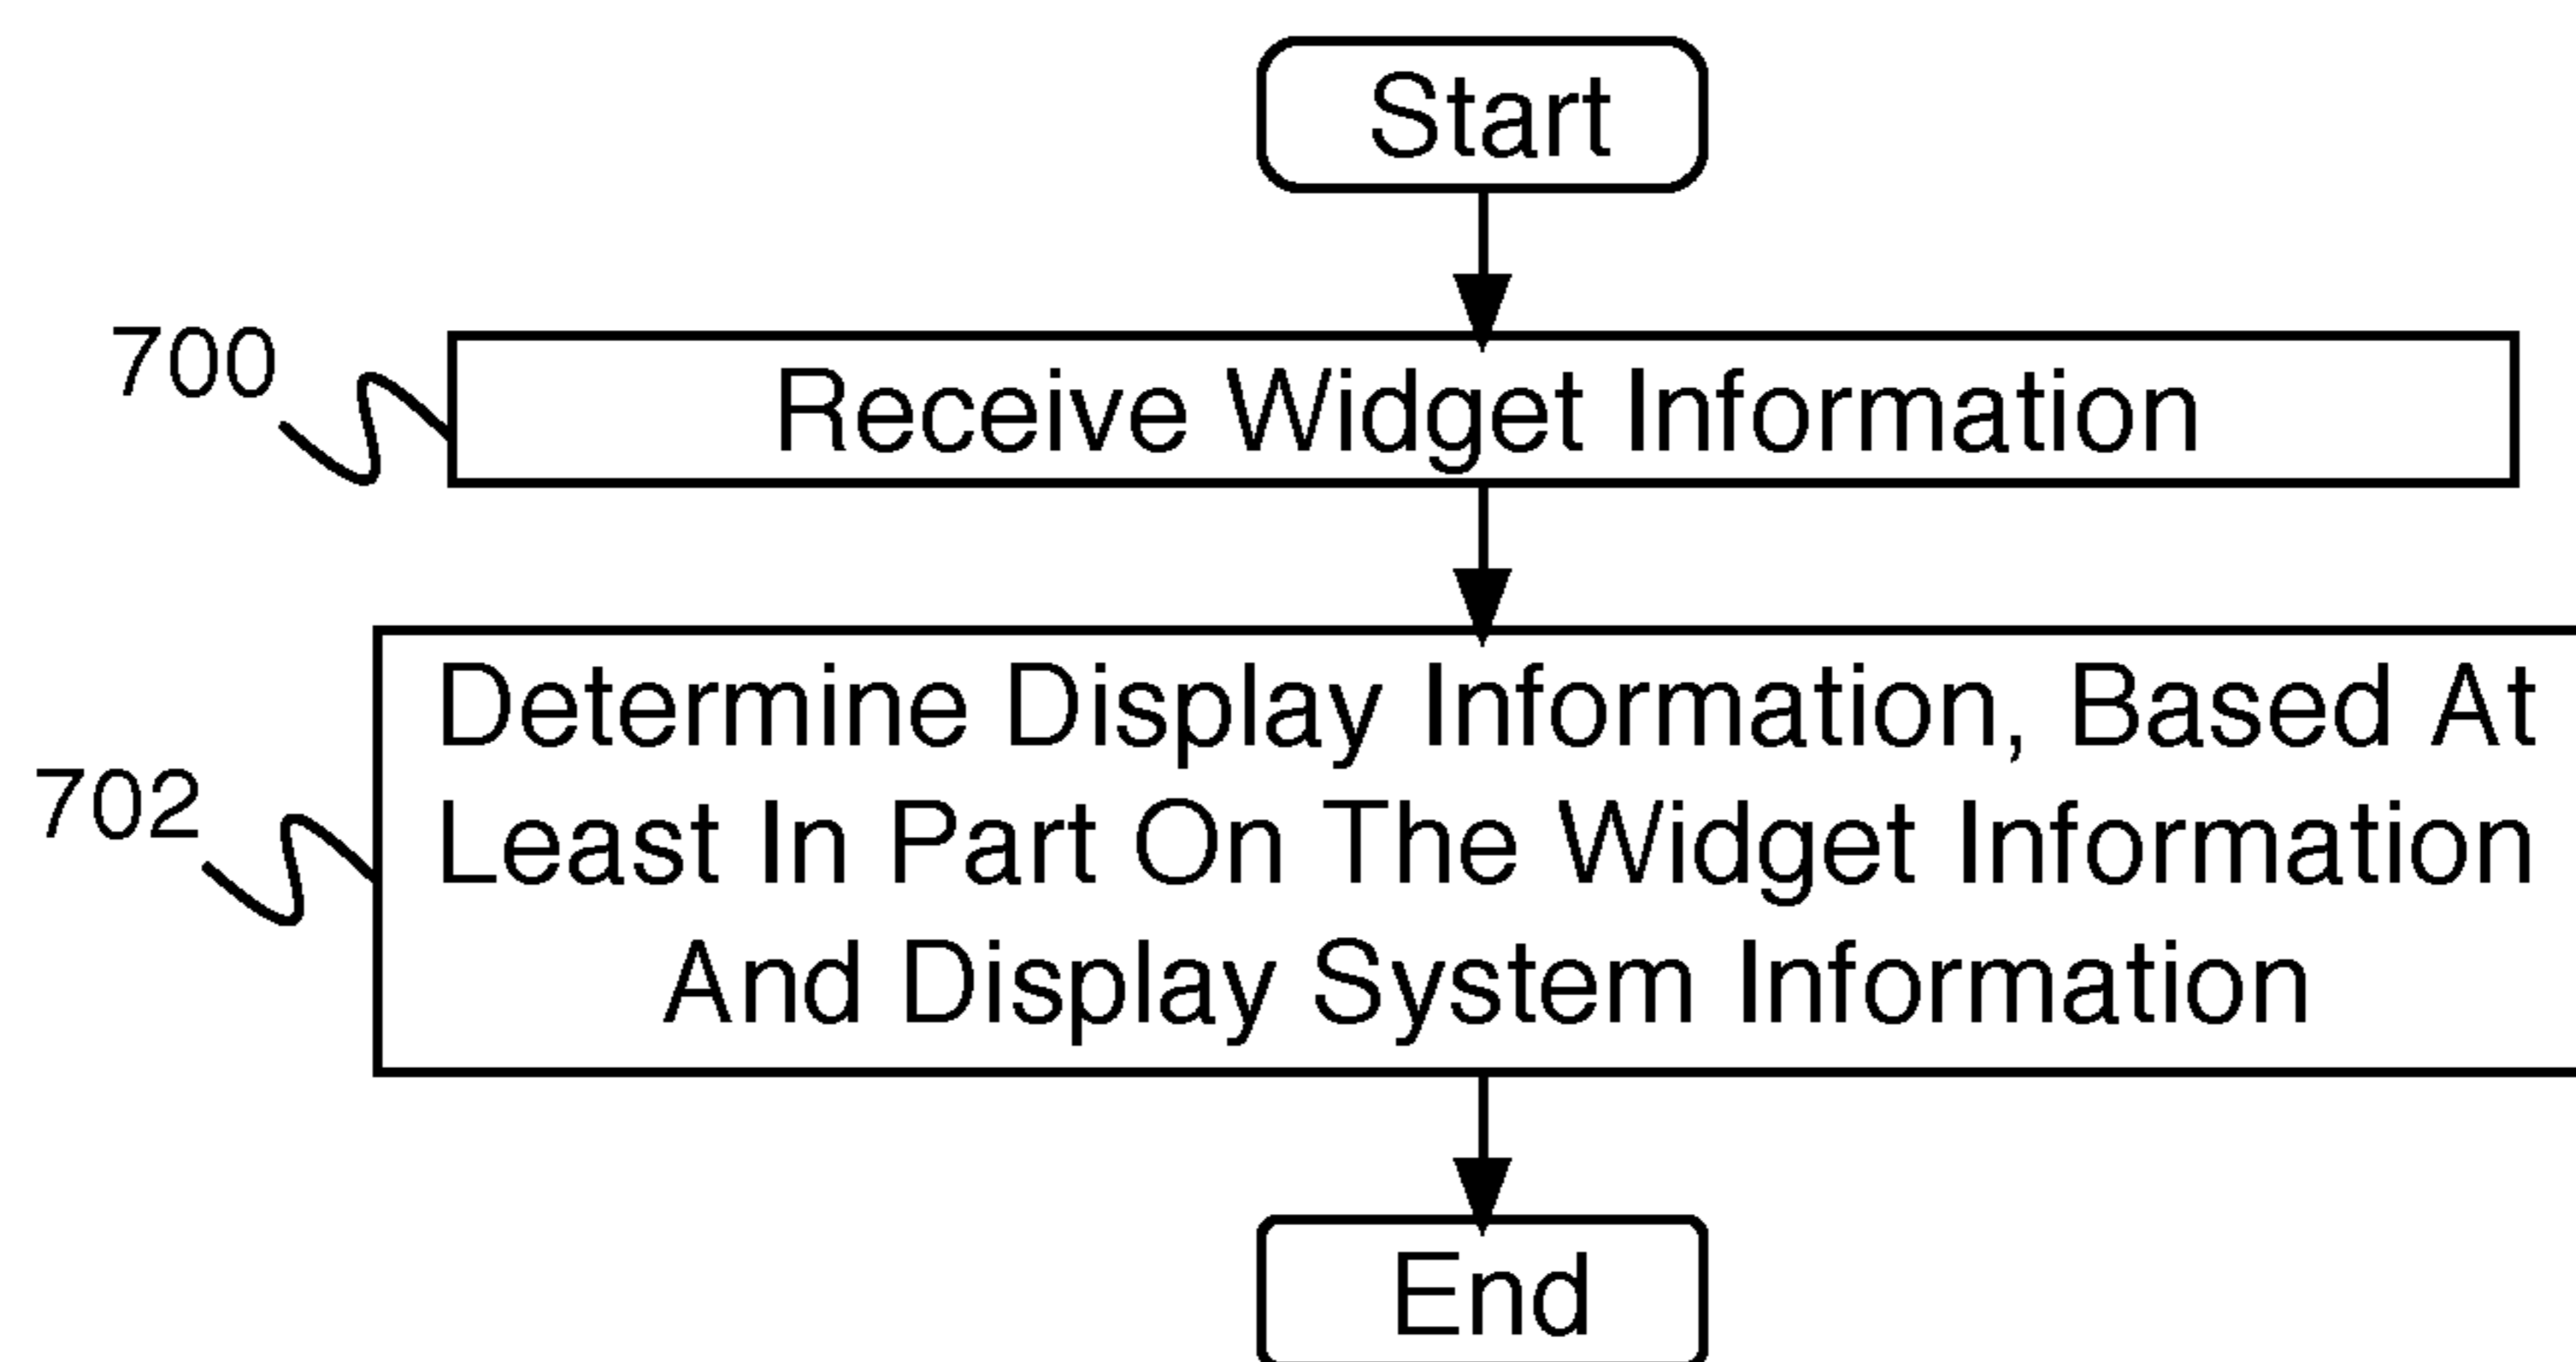 Start
700
Receive Widget Information
702
Determine Display Information, Based At
Least In Part On The Widget Information
And Display System Information
End